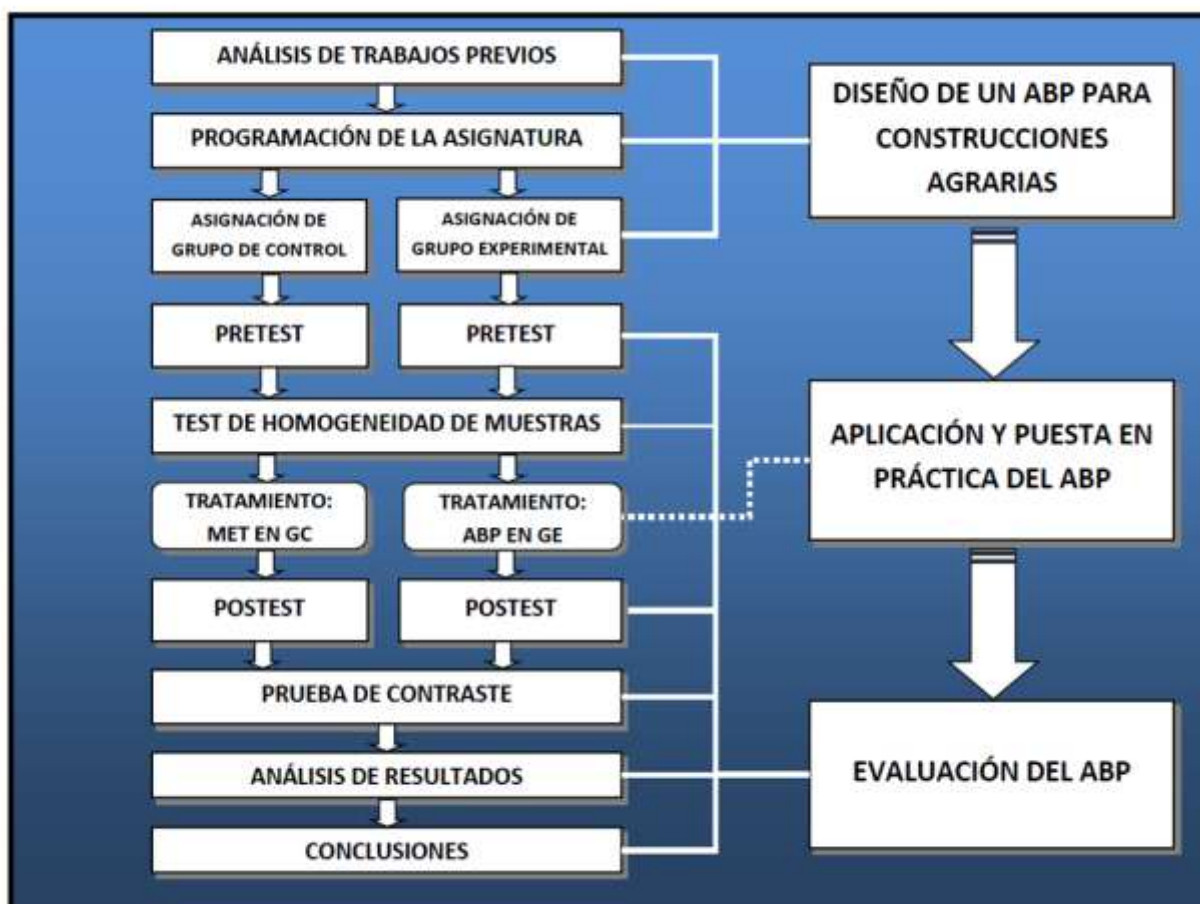 ANÁLISIS DE TRABAJOS PREVIOS
PROGRAMACIÓN DE LA ASIGNATURA
ASIGNACIÓN DE
GRUPO DE CONTROL
ASIGNACIÓN DE
GRUPO EXPERIMENTAL
PRETEST
PRETEST
TEST DE HOMOGENEIDAD DE MUESTRAS
TRATAMIENTO:
MET EN GC
TRATAMIENTO:
ABP EN GE
POSTEST
POSTEST
PRUEBA DE CONTRASTE
ANÁLISIS DE RESULTADOS
CONCLUSIONES
DISEÑO DE UN ABP PARA
CONSTRUCCIONES
AGRARIAS
APLICACIÓN Y PUESTA EN
PRÁCTICA DEL ABP
EVALUACIÓN DEL ABP